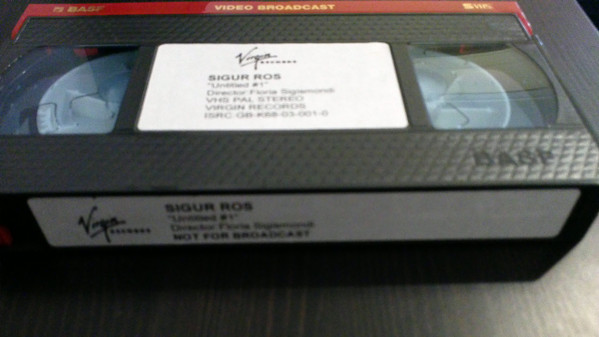 BASF VIDEO BROADCAST
Virgin
RECORDS
SIGUR ROS
"Untitled #1"
Director Floria Sigismondi
VHS PAL STEREO
VIRGIN RECORDS
ISRC GB-K68-03-001-0
BASF
Virgin
RECORDS
SIGUR ROS
"Untitled #1"
Director Floria Sigismondi
NOT FOR BROADCAST